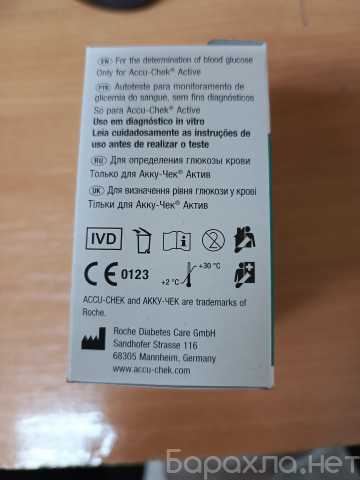 EN For the determination of blood glucose
Only for Accu-Chek® Active
PTB Autoteste para monitoramento de
glicemia do sangue, sem fins diagnósticos
Só para Accu-Chek® Active
Uso em diagnóstico in vitro
Leia cuidadosamente as instruções de
uso antes de realizar o teste
RU Для определения глюкозы крови
Только для Акку-Чек® Актив
UK Для визначення рівня глюкози у крові
Тільки для Акку-Чек® Актив
IVD
CE 0123 +2 °C +30 °C
ACCU-CHEK and АККУ-ЧЕК are trademarks of
Roche.
Roche Diabetes Care GmbH
Sandhofer Strasse 116
68305 Mannheim, Germany
www.accu-chek.com
Барахла.нет